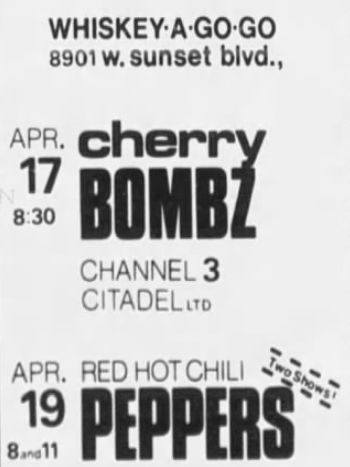 WHISKEY·A·GO·GO
8901 W. sunset blvd.,
APR. cherry
17 BOMBZ
8:30
CHANNEL 3
CITADEL LTD
APR. RED HOT CHILI Two Shows!
19 PEPPERS
8 and 11